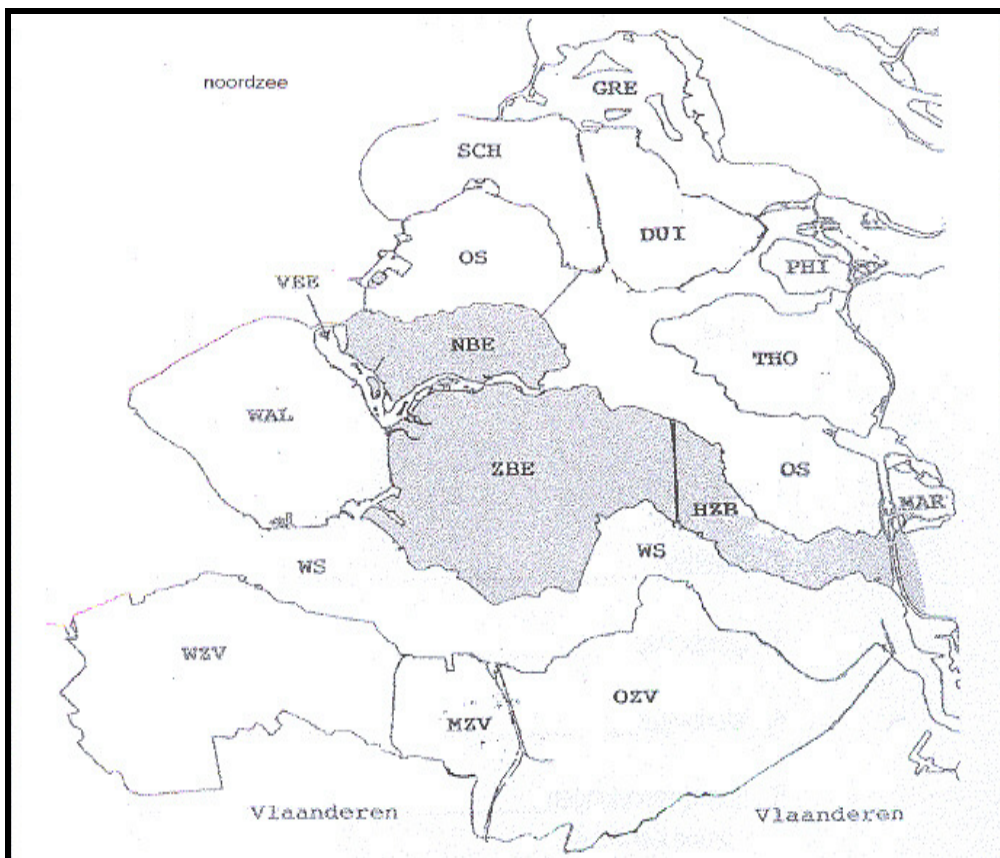 noordzee
GRE
SCH
DUI
OS
PHI
VEE
NBE
THO
WAL
ZBE
OS
HZB
MAR
WS
WS
WZV
OZV
MZV
Vlaanderen
Vlaanderen